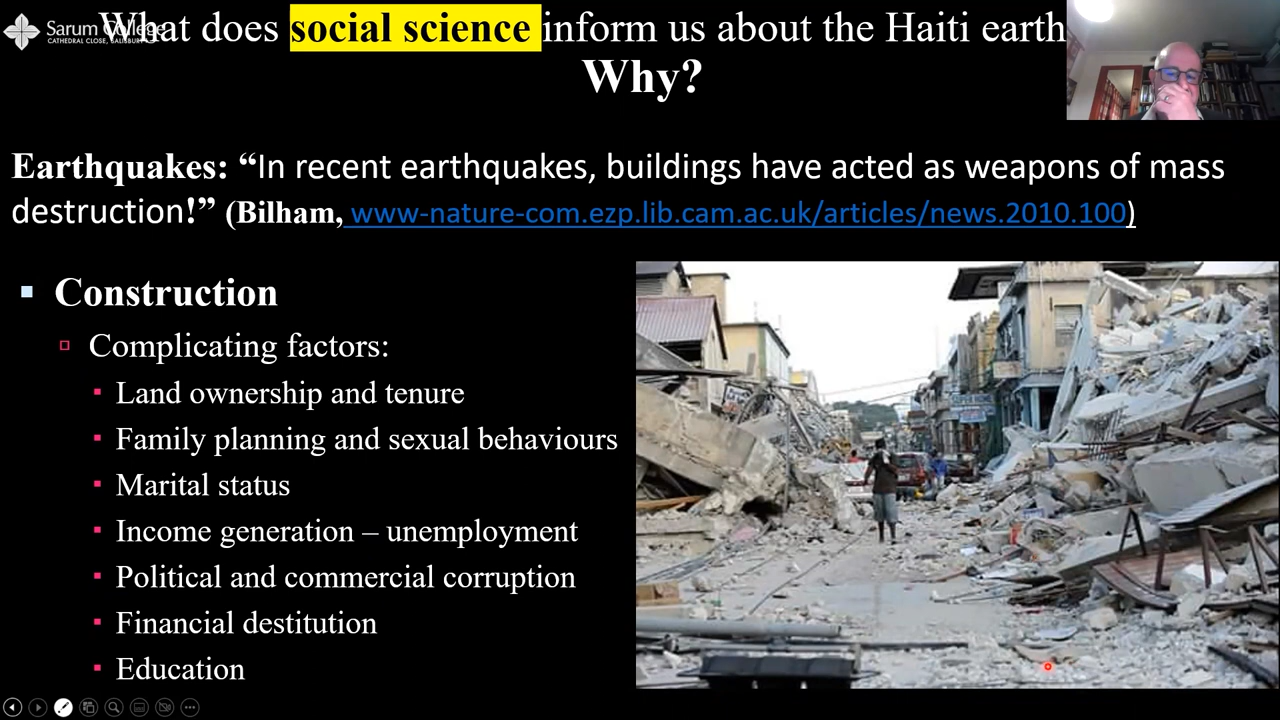 What does social science inform us about the Haiti earth
Sarum College
CATHEDRAL CLOSE, SALISBURY
Why?
Earthquakes: “In recent earthquakes, buildings have acted as weapons of mass
destruction!” (Bilham, www-nature-com.ezp.lib.cam.ac.uk/articles/news.2010.100)
Construction
Complicating factors:
Land ownership and tenure
Family planning and sexual behaviours
Marital status
Income generation – unemployment
Political and commercial corruption
Financial destitution
Education